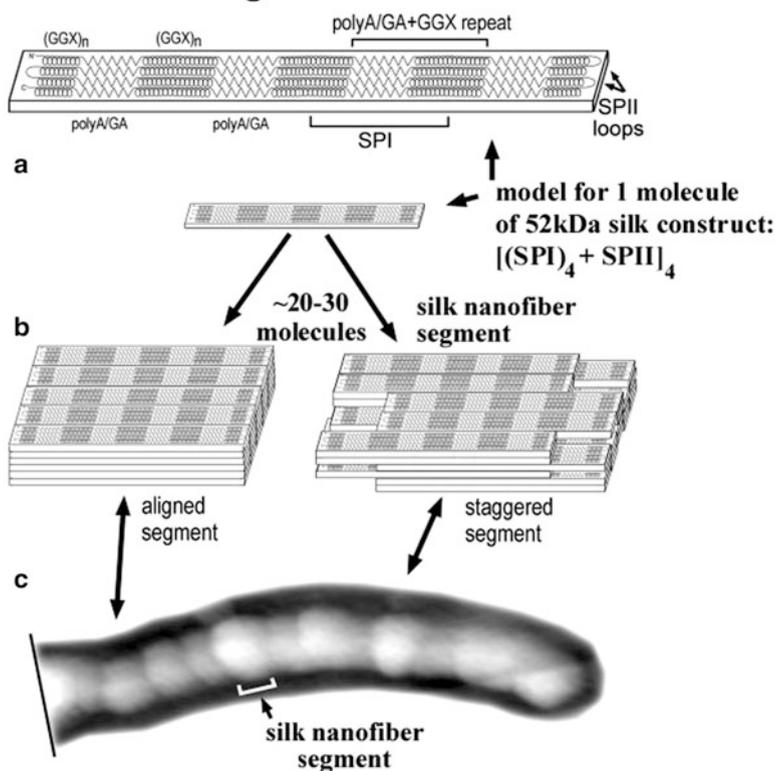 polyA/GA+GGX repeat
(GGX)n (GGX)n
N
C
polyA/GA polyA/GA SPI
SPII
loops
a
model for 1 molecule
of 52kDa silk construct:
[(SPI)4 + SPII]4
b
~20-30
molecules
silk nanofiber
segment
aligned
segment
staggered
segment
c
silk nanofiber
segment